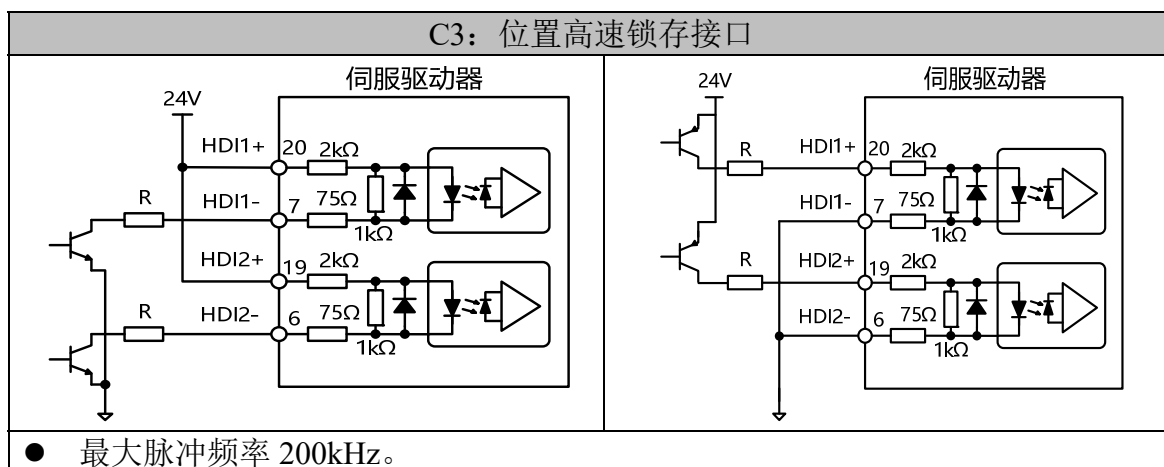 C3：位置高速锁存接口
伺服驱动器
24V
HDI1+
20
2kΩ
R
HDI1-
7
75Ω
1kΩ
HDI2+
19
2kΩ
R
HDI2-
6
75Ω
1kΩ
伺服驱动器
24V
R
HDI1+
20
2kΩ
HDI1-
7
75Ω
1kΩ
R
HDI2+
19
2kΩ
HDI2-
6
75Ω
1kΩ
● 最大脉冲频率 200kHz。